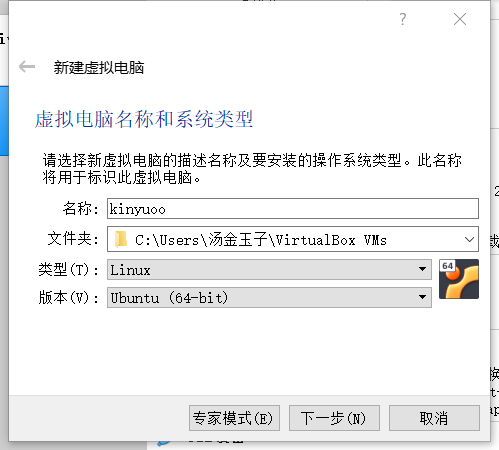 ?
新建虚拟电脑
虚拟电脑名称和系统类型
请选择新虚拟电脑的描述名称及要安装的操作系统类型。此名称
将用于标识此虚拟电脑。
名称: kinyuoo
文件夹: C:\Users\汤金玉子\VirtualBox VMs
类型(T): Linux
64
版本(V): Ubuntu (64-bit)
专家模式(E) 下一步(N) 取消